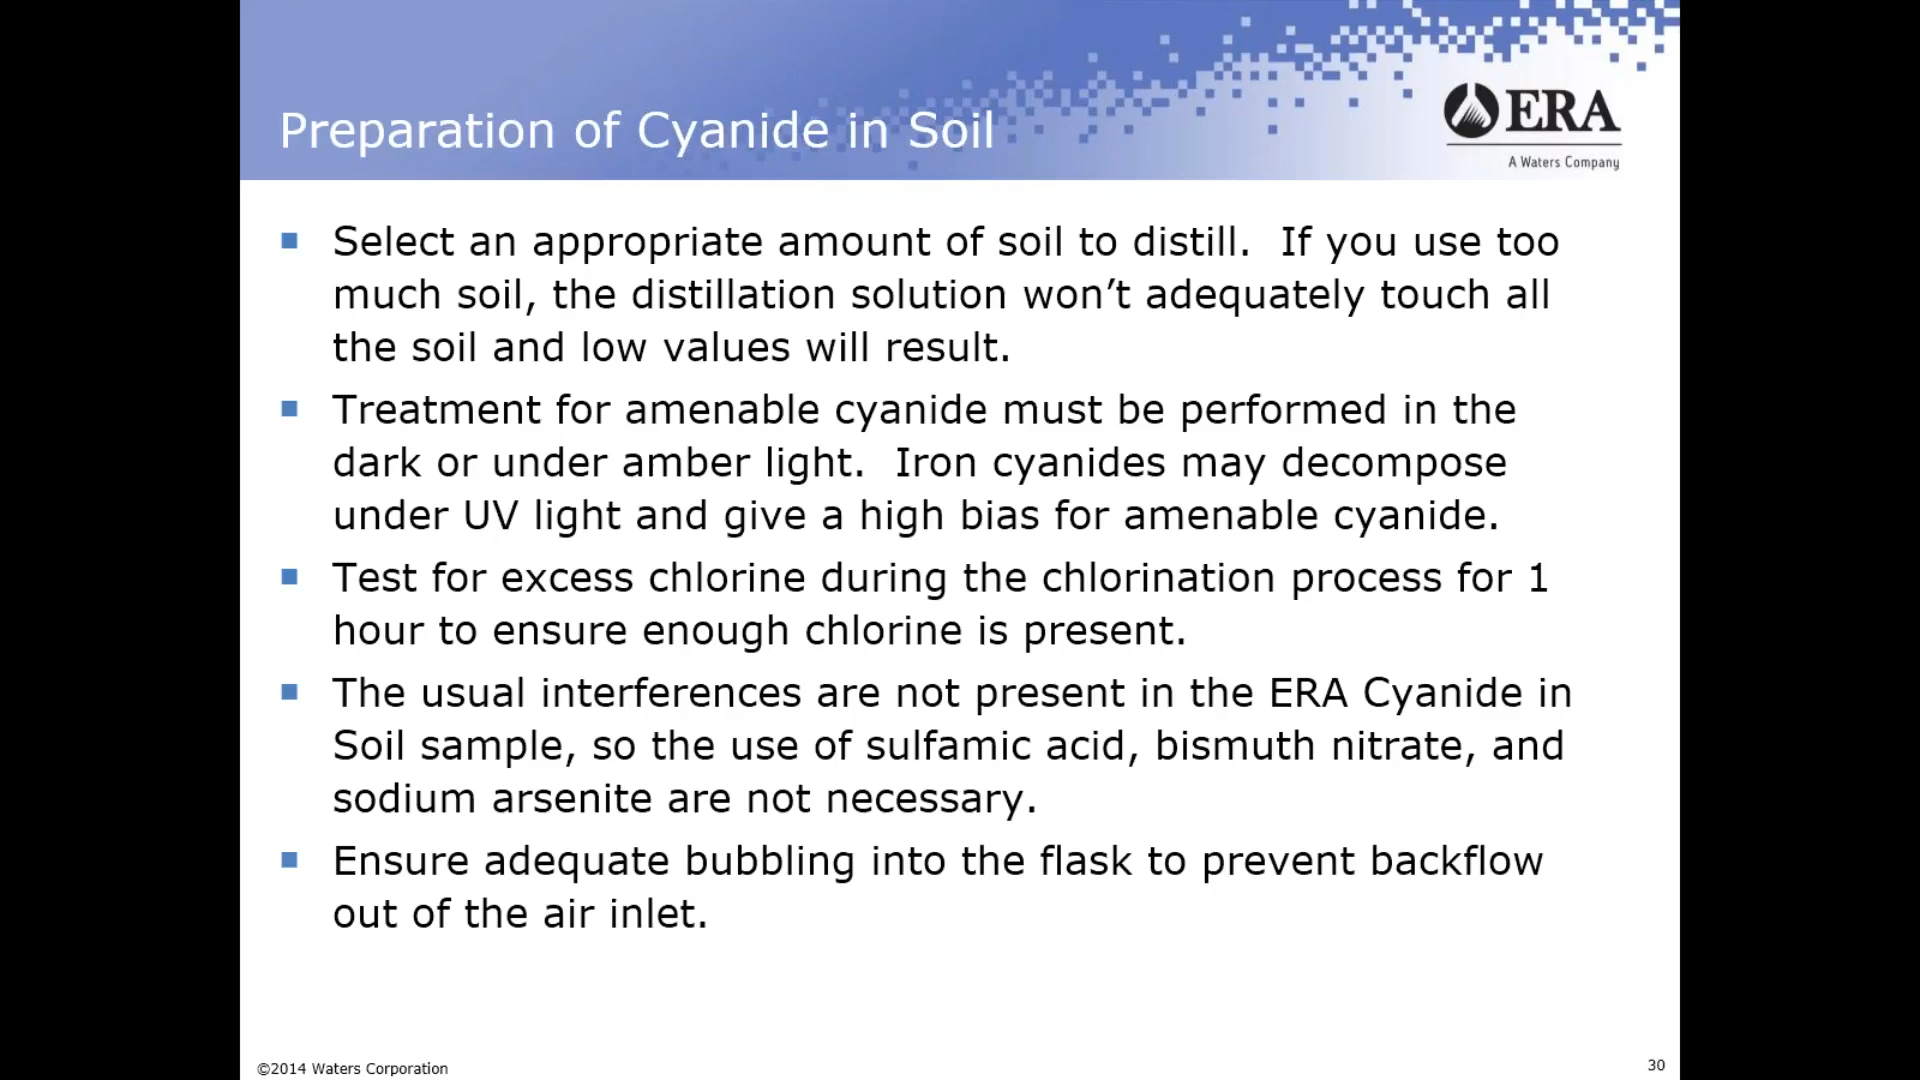 Preparation of Cyanide in Soil
ERA
A Waters Company
Select an appropriate amount of soil to distill.  If you use too
much soil, the distillation solution won’t adequately touch all
the soil and low values will result.
Treatment for amenable cyanide must be performed in the
dark or under amber light.  Iron cyanides may decompose
under UV light and give a high bias for amenable cyanide.
Test for excess chlorine during the chlorination process for 1
hour to ensure enough chlorine is present.
The usual interferences are not present in the ERA Cyanide in
Soil sample, so the use of sulfamic acid, bismuth nitrate, and
sodium arsenite are not necessary.
Ensure adequate bubbling into the flask to prevent backflow
out of the air inlet.
©2014 Waters Corporation
30